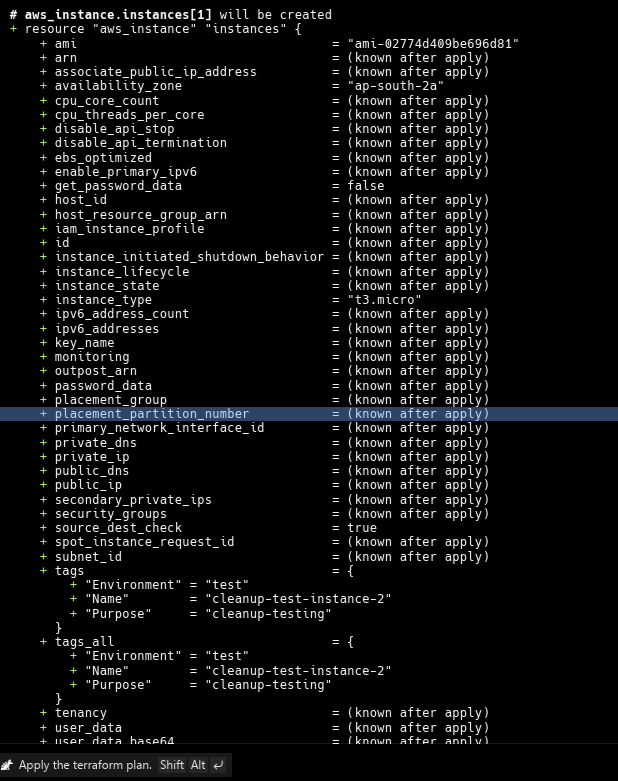 # aws_instance.instances[1] will be created
+ resource "aws_instance" "instances" {
+ ami = "ami-02774d409be696d81"
+ arn = (known after apply)
+ associate_public_ip_address = (known after apply)
+ availability_zone = "ap-south-2a"
+ cpu_core_count = (known after apply)
+ cpu_threads_per_core = (known after apply)
+ disable_api_stop = (known after apply)
+ disable_api_termination = (known after apply)
+ ebs_optimized = (known after apply)
+ enable_primary_ipv6 = (known after apply)
+ get_password_data = false
+ host_id = (known after apply)
+ host_resource_group_arn = (known after apply)
+ iam_instance_profile = (known after apply)
+ id = (known after apply)
+ instance_initiated_shutdown_behavior = (known after apply)
+ instance_lifecycle = (known after apply)
+ instance_state = (known after apply)
+ instance_type = "t3.micro"
+ ipv6_address_count = (known after apply)
+ ipv6_addresses = (known after apply)
+ key_name = (known after apply)
+ monitoring = (known after apply)
+ outpost_arn = (known after apply)
+ password_data = (known after apply)
+ placement_group = (known after apply)
+ placement_partition_number = (known after apply)
+ primary_network_interface_id = (known after apply)
+ private_dns = (known after apply)
+ private_ip = (known after apply)
+ public_dns = (known after apply)
+ public_ip = (known after apply)
+ secondary_private_ips = (known after apply)
+ security_groups = (known after apply)
+ source_dest_check = true
+ spot_instance_request_id = (known after apply)
+ subnet_id = (known after apply)
+ tags = {
+ "Environment" = "test"
+ "Name" = "cleanup-test-instance-2"
+ "Purpose" = "cleanup-testing"
}
+ tags_all = {
+ "Environment" = "test"
+ "Name" = "cleanup-test-instance-2"
+ "Purpose" = "cleanup-testing"
}
+ tenancy = (known after apply)
+ user_data = (known after apply)
+ user_data_base64 = (known after apply)
Apply the terraform plan. Shift Alt ⏎